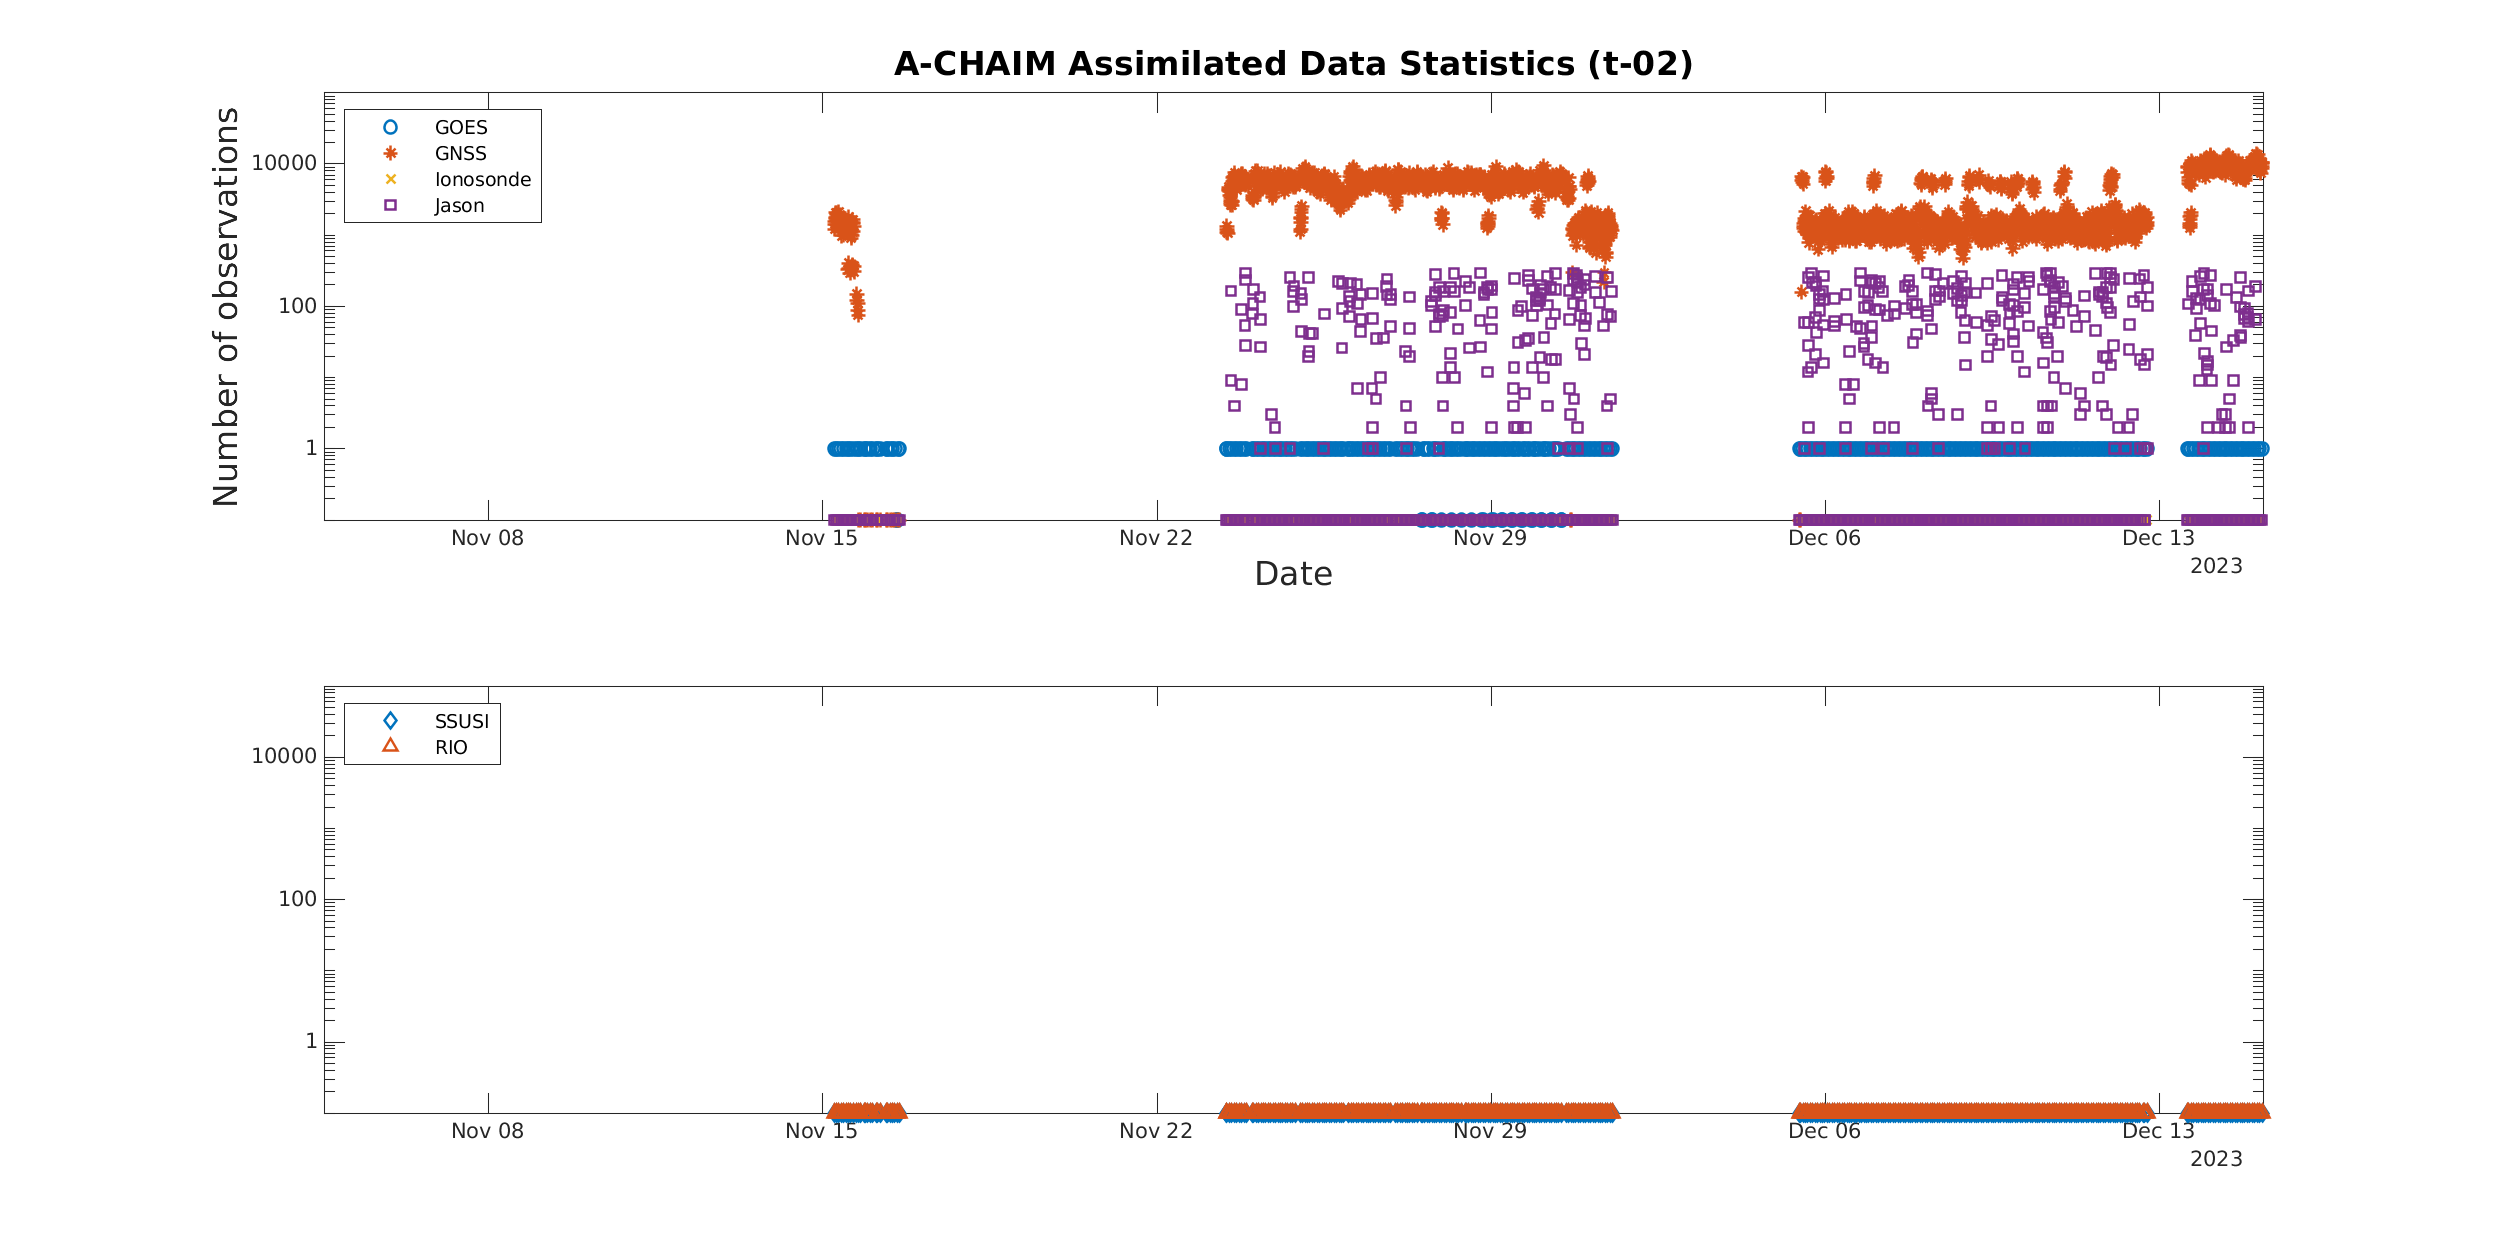 A-CHAIM Assimilated Data Statistics (t-02)
Number of observations
10000
100
1
GOES
GNSS
Ionosonde
Jason
Nov 08
Nov 15
Nov 22
Nov 29
Dec 06
Dec 13
2023
Date
10000
100
1
SSUSI
RIO
Nov 08
Nov 15
Nov 22
Nov 29
Dec 06
Dec 13
2023